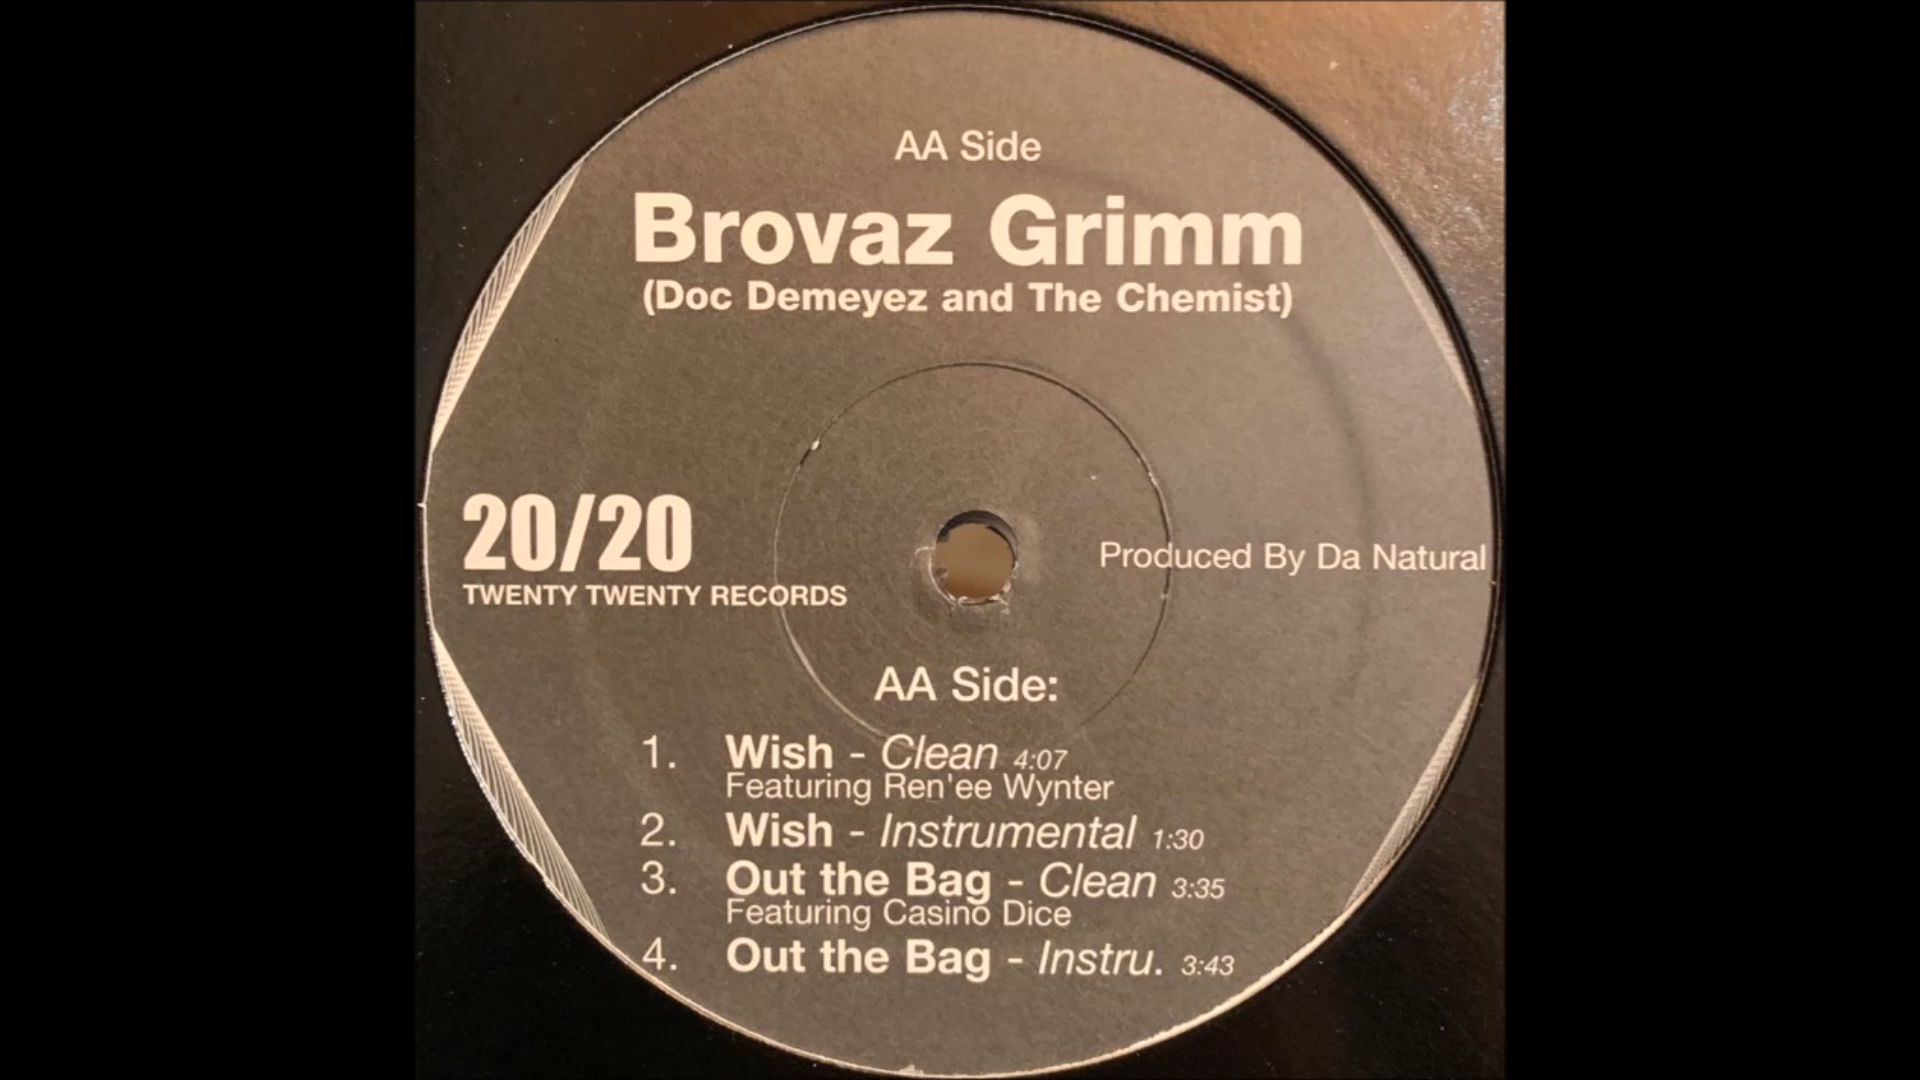 AA Side
Brovaz Grimm
(Doc Demeyez and The Chemist)
20/20
TWENTY TWENTY RECORDS
Produced By Da Natural
AA Side:
1. Wish - Clean 4:07
Featuring Ren'ee Wynter
2. Wish - Instrumental 1:30
3. Out the Bag - Clean 3:35
Featuring Casino Dice
4. Out the Bag - Instru. 3:43